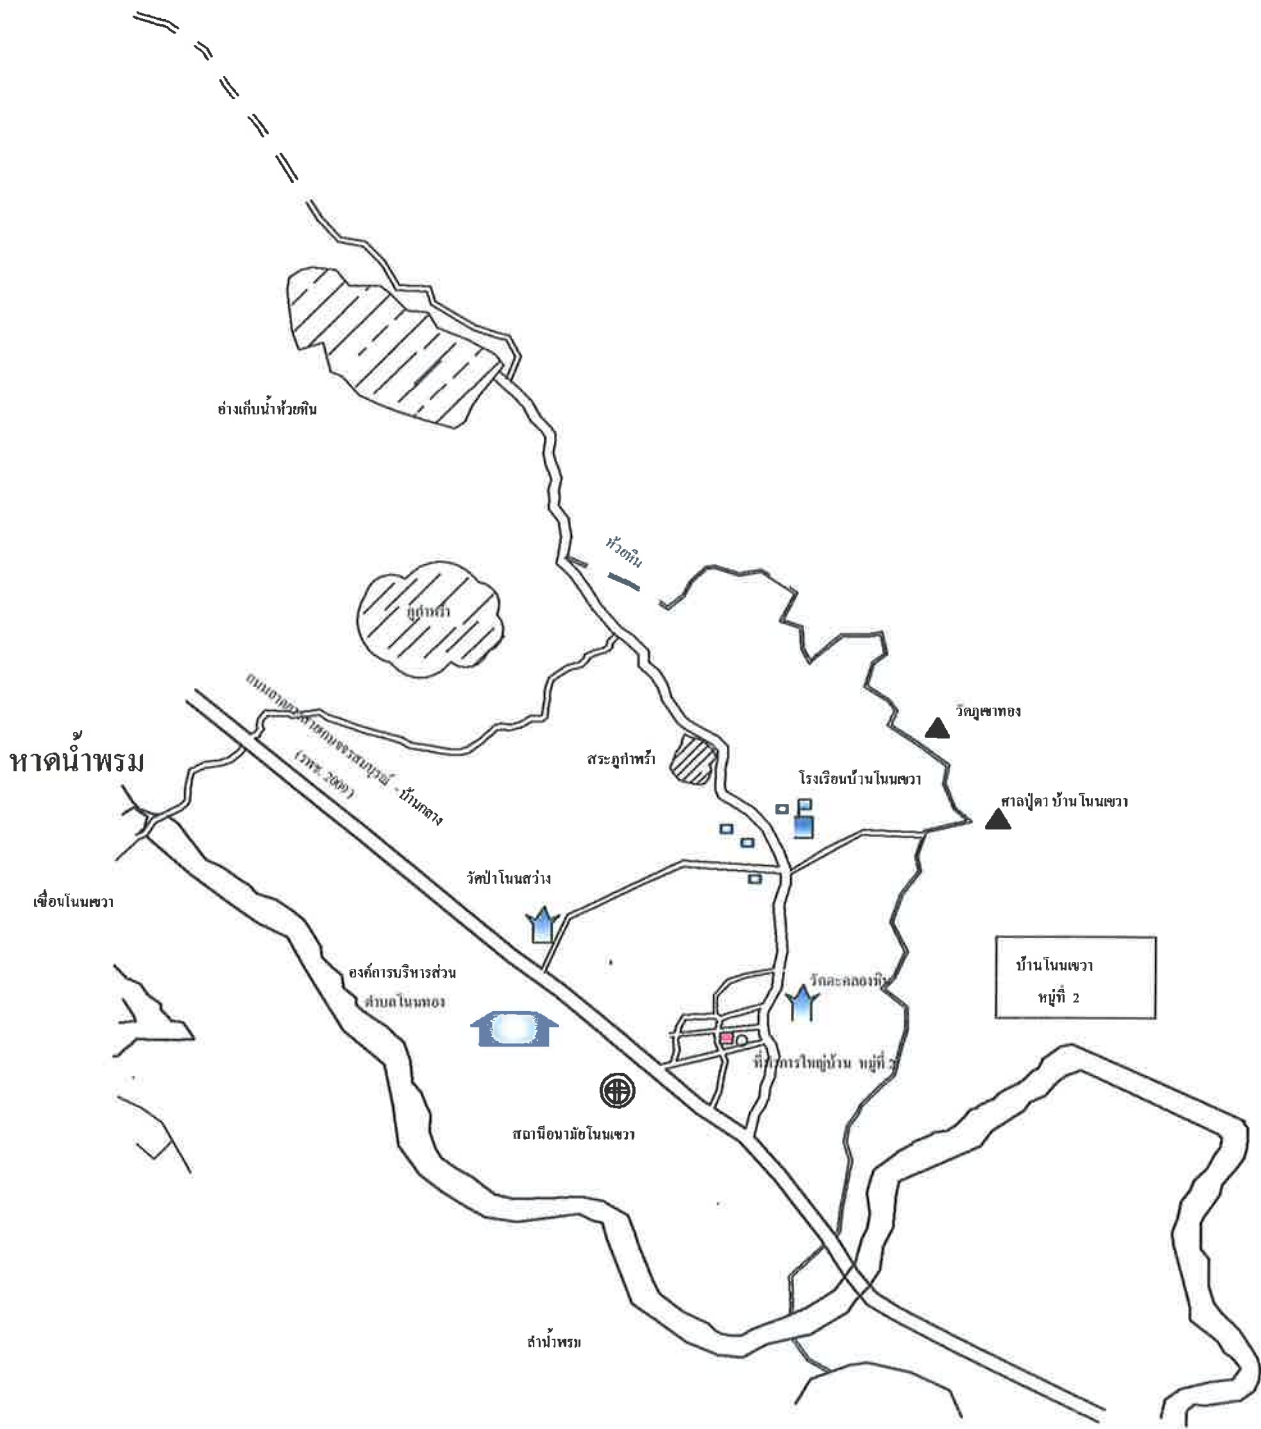 อ่างเก็บน้ำห้วยหิน
ห้วยหิน
ภูกำพร้า
วัดภูเขาทอง
หาดน้ำพรม
สระภูกำพร้า
- บ้านกลาง
(รพช. 2009)
โรงเรียนบ้านโนนเขวา
ศาลปู่ตา บ้านโนนเขวา
วัดป่าโนนสว่าง
เขื่อนโนนเขวา
องค์การบริหารส่วน
ตำบลโนนทอง
บ้านโนนเขวา
หมู่ที่ 2
หมู่ที่ 2
สถานีอนามัยโนนเขวา
ลำน้ำพรม